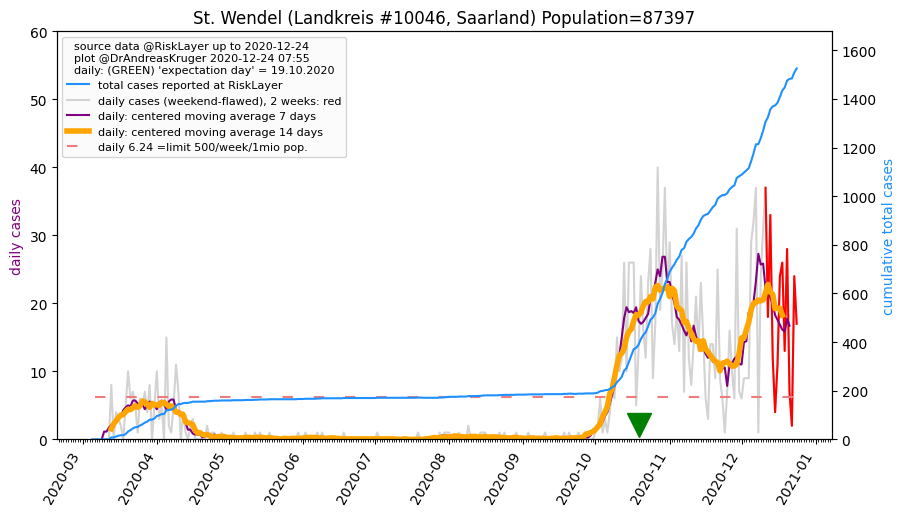 St. Wendel (Landkreis #10046, Saarland) Population=87397
source data @RiskLayer up to 2020-12-24
plot @DrAndreasKruger 2020-12-24 07:55
daily: (GREEN) 'expectation day' = 19.10.2020
total cases reported at RiskLayer
daily cases (weekend-flawed), 2 weeks: red
daily: centered moving average 7 days
daily: centered moving average 14 days
daily 6.24 =limit 500/week/1mio pop.
daily cases
60
50
40
30
20
10
0
cumulative total cases
1600
1400
1200
1000
800
600
400
200
0
2020-03
2020-04
2020-05
2020-06
2020-07
2020-08
2020-09
2020-10
2020-11
2020-12
2021-01